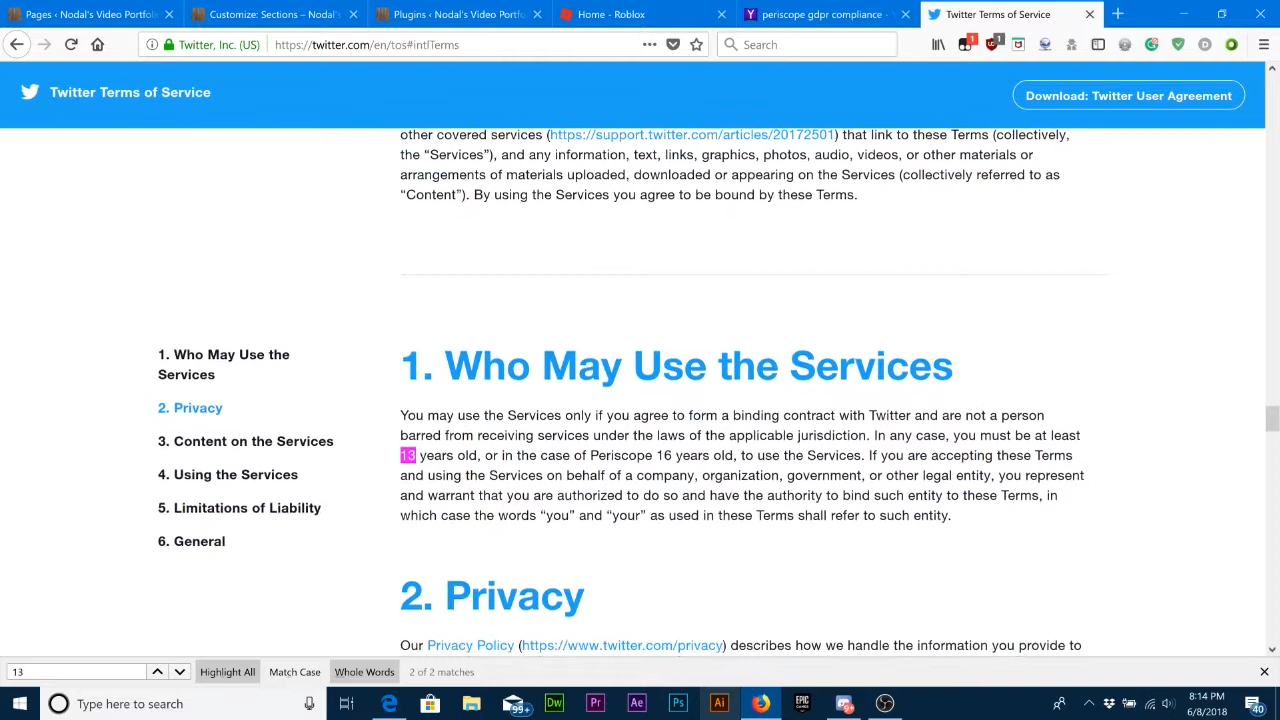 Pages ‹ Nodal's Video Portfoli
Customize: Sections – Nodal's
Plugins ‹ Nodal's Video Portfo
Home - Roblox
periscope gdpr compliance -
Twitter Terms of Service
Twitter, Inc. (US)
https://twitter.com/en/tos#intlTerms
Search
1
1
Twitter Terms of Service
Download: Twitter User Agreement
other covered services (https://support.twitter.com/articles/20172501) that link to these Terms (collectively,
the “Services”), and any information, text, links, graphics, photos, audio, videos, or other materials or
arrangements of materials uploaded, downloaded or appearing on the Services (collectively referred to as
“Content”). By using the Services you agree to be bound by these Terms.
1. Who May Use the
Services
2. Privacy
3. Content on the Services
4. Using the Services
5. Limitations of Liability
6. General
1. Who May Use the Services
You may use the Services only if you agree to form a binding contract with Twitter and are not a person
barred from receiving services under the laws of the applicable jurisdiction. In any case, you must be at least
13 years old, or in the case of Periscope 16 years old, to use the Services. If you are accepting these Terms
and using the Services on behalf of a company, organization, government, or other legal entity, you represent
and warrant that you are authorized to do so and have the authority to bind such entity to these Terms, in
which case the words “you” and “your” as used in these Terms shall refer to such entity.
2. Privacy
Our Privacy Policy (https://www.twitter.com/privacy) describes how we handle the information you provide to
13
Highlight All
Match Case
Whole Words
2 of 2 matches
Type here to search
99+
Dw
Pr
Ae
Ps
Ai
EPIC
GAMES
8:14 PM
6/8/2018
40